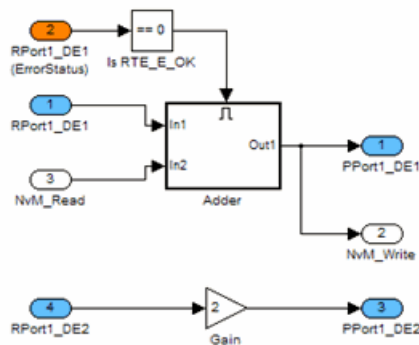 2
== 0
RPort1_DE1
(ErrorStatus)
Is RTE_E_OK
1
RPort1_DE1
In1
Out1
1
PPort1_DE1
3
In2
NvM_Read
Adder
2
NvM_Write
4
2
3
RPort1_DE2
Gain
PPort1_DE2